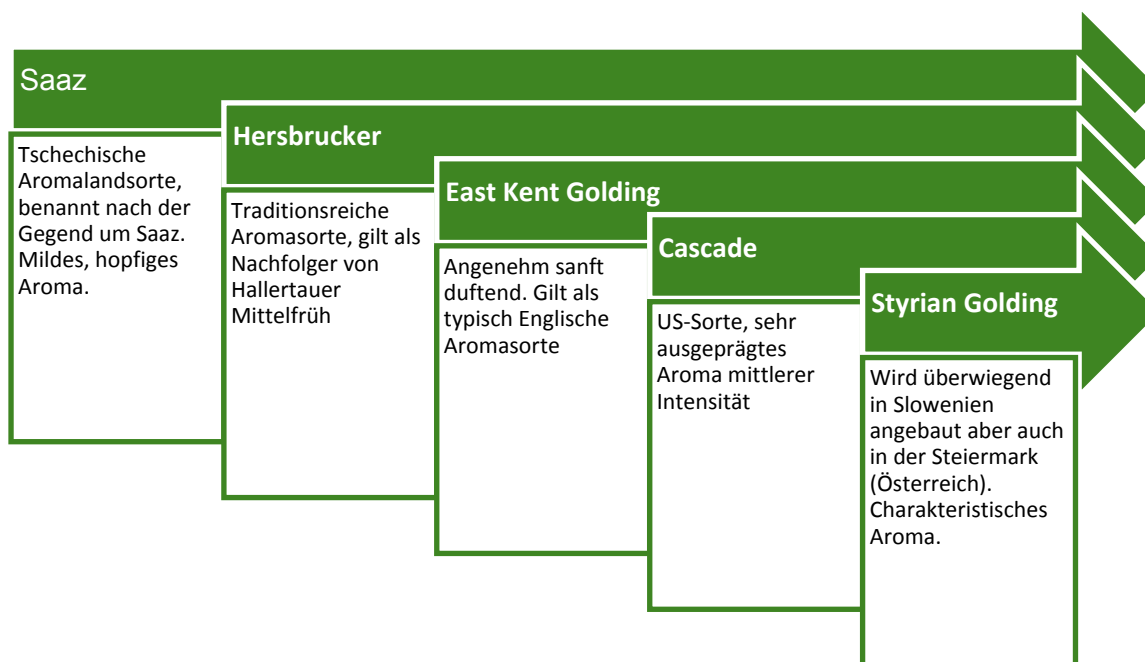 Saaz
Tschechische
Aromalandsorte,
benannt nach der
Gegend um Saaz.
Mildes, hopfiges
Aroma.
Hersbrucker
Traditionsreiche
Aromasorte, gilt als
Nachfolger von
Hallertauer
Mittelfrüh
East Kent Golding
Angenehm sanft
duftend. Gilt als
typisch Englische
Aromasorte
Cascade
US-Sorte, sehr
ausgeprägtes
Aroma mittlerer
Intensität
Styrian Golding
Wird überwiegend
in Slowenien
angebaut aber auch
in der Steiermark
(Österreich).
Charakteristisches
Aroma.